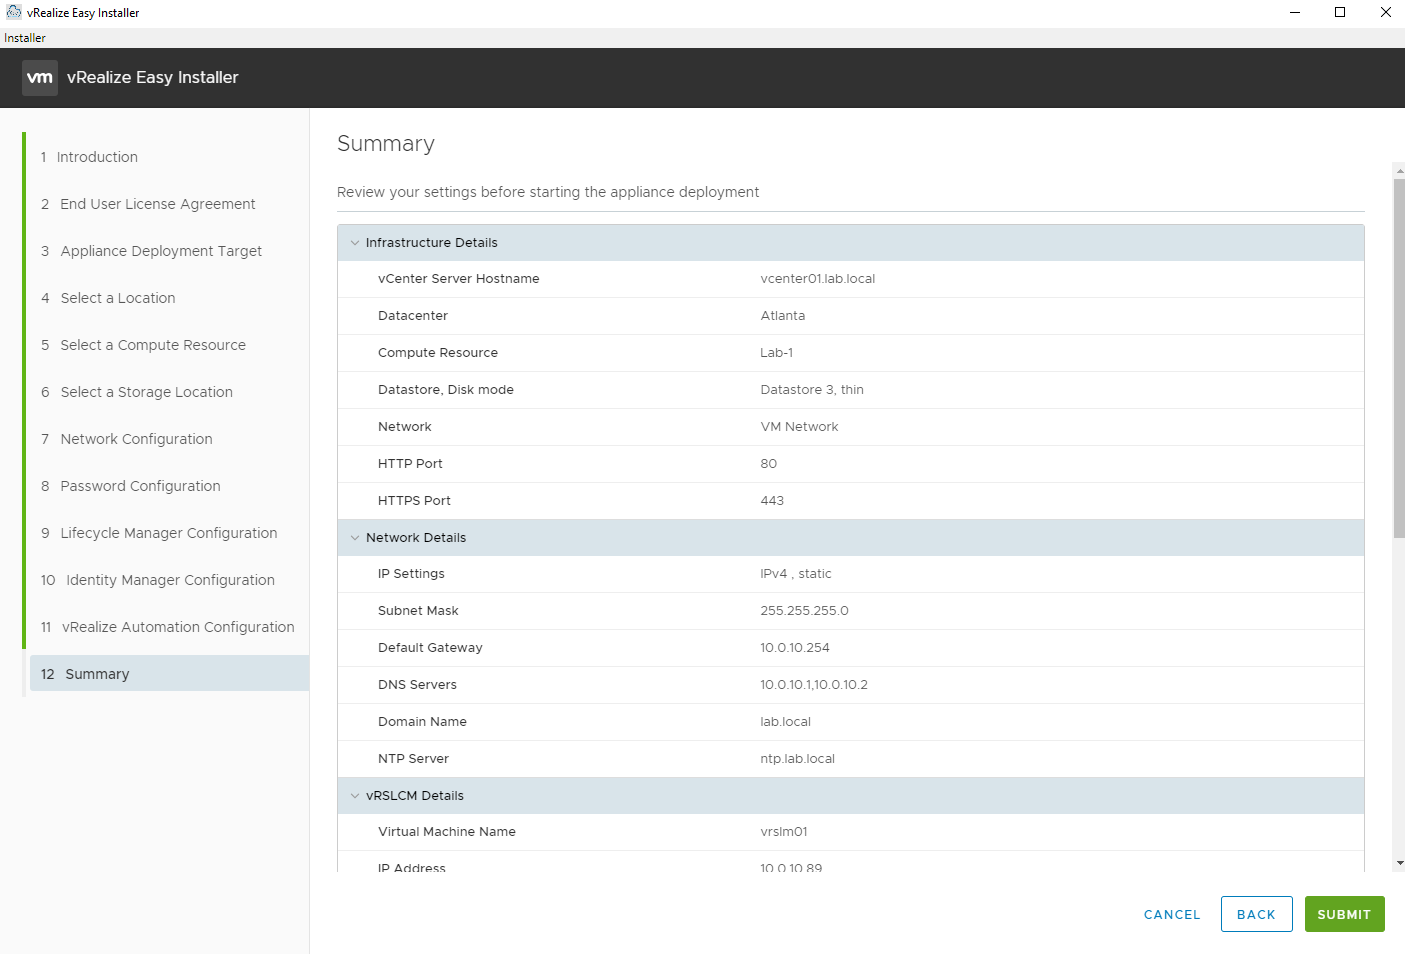 vRealize Easy Installer
Installer
vm vRealize Easy Installer
1 Introduction
2 End User License Agreement
3 Appliance Deployment Target
4 Select a Location
5 Select a Compute Resource
6 Select a Storage Location
7 Network Configuration
8 Password Configuration
9 Lifecycle Manager Configuration
10 Identity Manager Configuration
11 vRealize Automation Configuration
12 Summary
Summary
Review your settings before starting the appliance deployment
Infrastructure Details
vCenter Server Hostname vcenter01.lab.local
Datacenter Atlanta
Compute Resource Lab-1
Datastore, Disk mode Datastore 3, thin
Network VM Network
HTTP Port 80
HTTPS Port 443
Network Details
IP Settings IPv4 , static
Subnet Mask 255.255.255.0
Default Gateway 10.0.10.254
DNS Servers 10.0.10.1,10.0.10.2
Domain Name lab.local
NTP Server ntp.lab.local
vRSLCM Details
Virtual Machine Name vrslm01
IP Address 10.0.10.89
CANCEL BACK SUBMIT